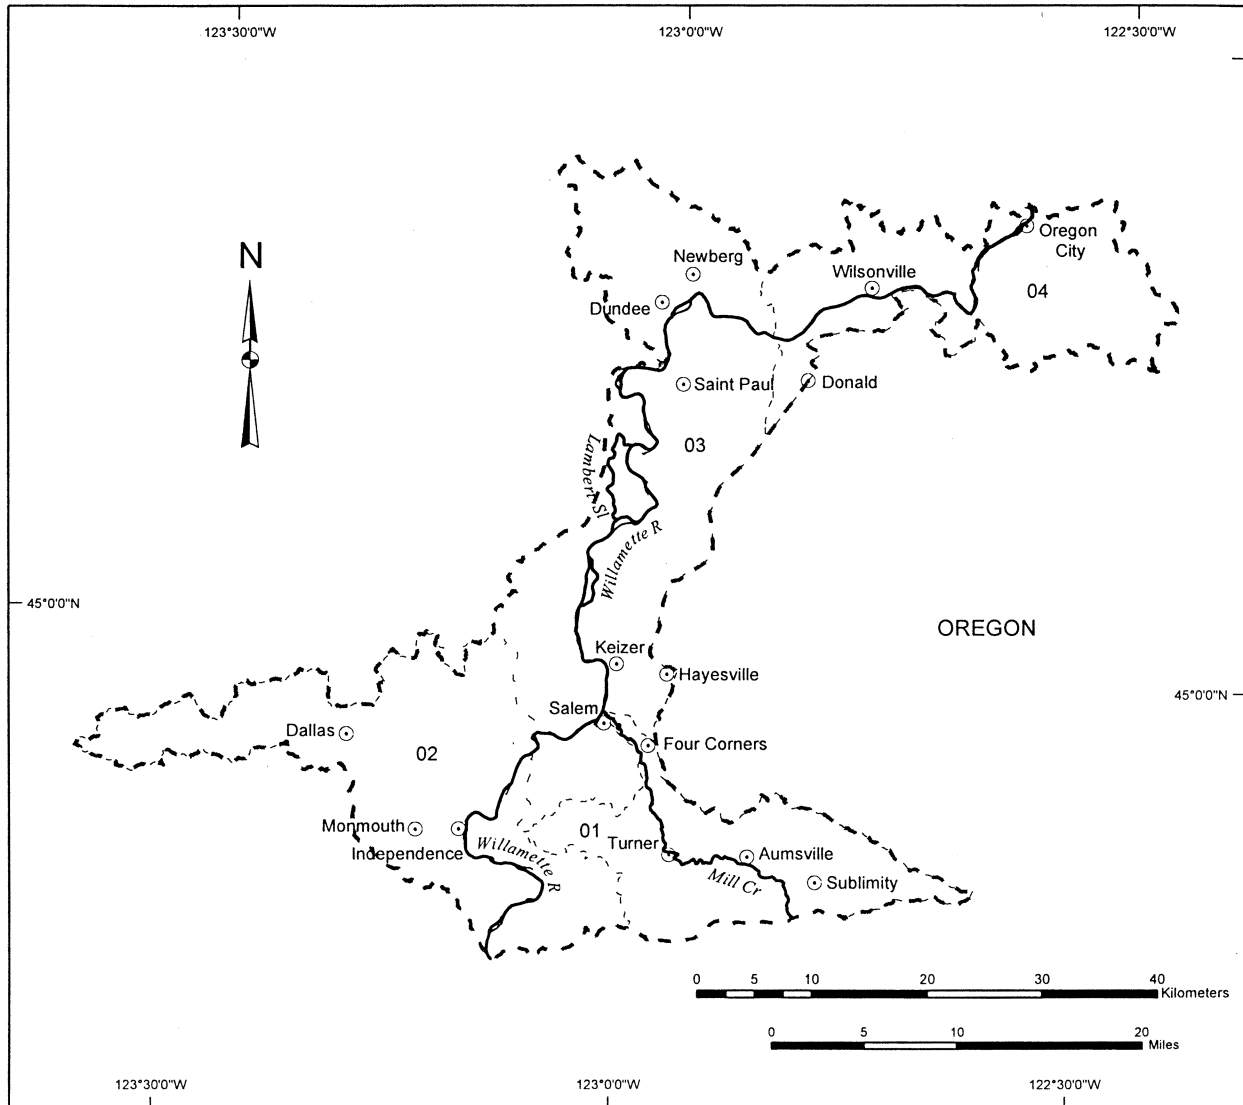 123°30'0"W
123°0'0"W
122°30'0"W
N
Oregon
City
Newberg
Wilsonville
04
Dundee
Saint Paul
Donald
03
Lambert Sl
Willamette R
45°0'0"N
OREGON
Keizer
Hayesville
45°0'0"N
Salem
Dallas
Four Corners
02
Monmouth
01
Turner
Independence
Willamette R
Aumsville
Mill Cr
Sublimity
0 5 10 20 30 40
Kilometers
0 5 10 20
Miles
123°30'0"W
123°0'0"W
122°30'0"W